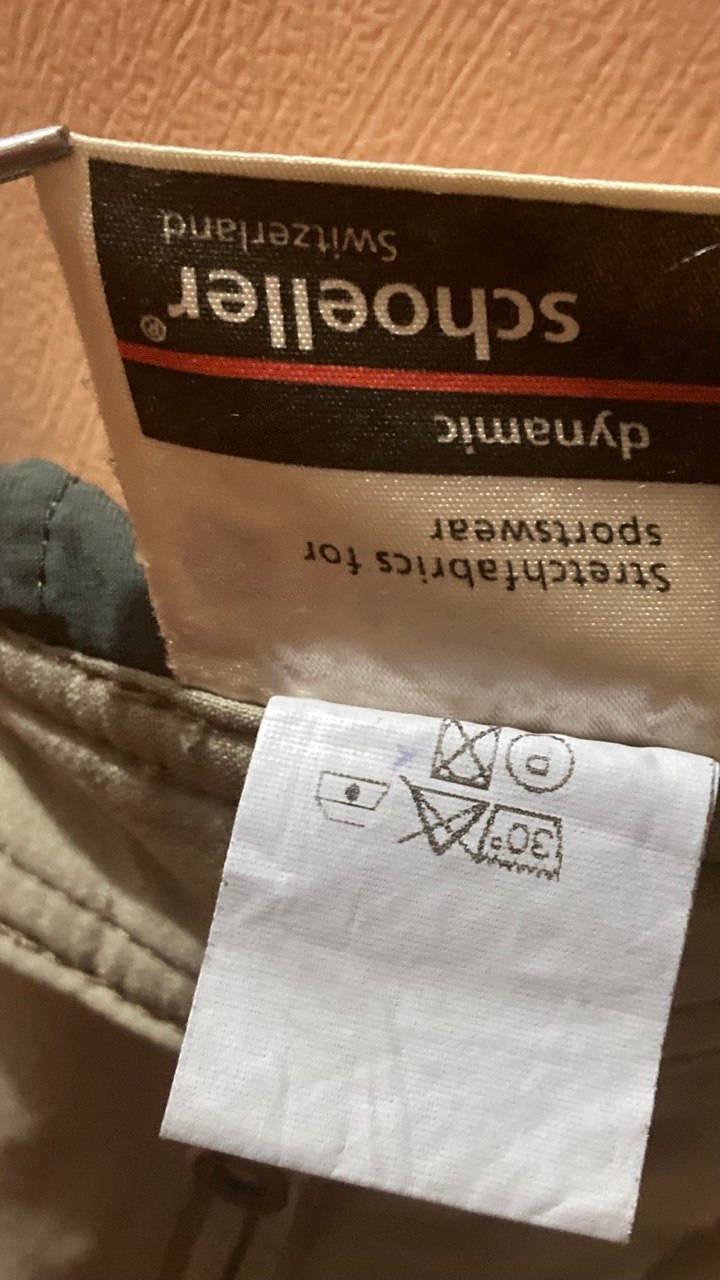 30°
P
Stretchfabrics for
sportswear
dynamic
schoeller®
Switzerland